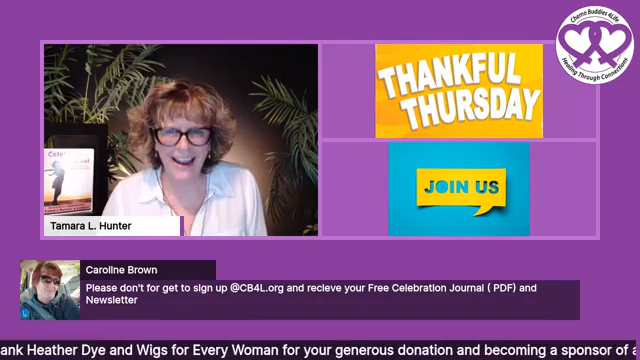 Chemo Buddies 4Life
Healing Through Connections
THANKFUL
THURSDAY
JOIN US
Tamara L. Hunter
Caroline Brown
Please don't for get to sign up @CB4L.org and recieve your Free Celebration Journal ( PDF) and
Newsletter
ank Heather Dye and Wigs for Every Woman for your generous donation and becoming a sponsor of a